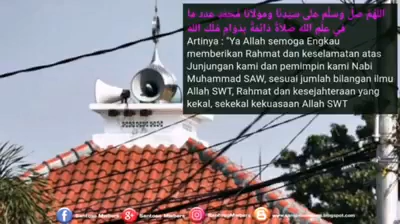 اللهم صل وسلم على سيدنا ومولانا محمد عدد ما
في علم الله صلاة دائمة بدوام ملك الله
Artinya : "Ya Allah semoga Engkau
memberikan Rahmat dan keselamatan atas
Junjungan kami dan pemimpin kami Nabi
Muhammad SAW, sesuai jumlah bilangan ilmu
Allah SWT, Rahmat dan kesejahteraan yang
kekal, sekekal kekuasaan Allah SWT